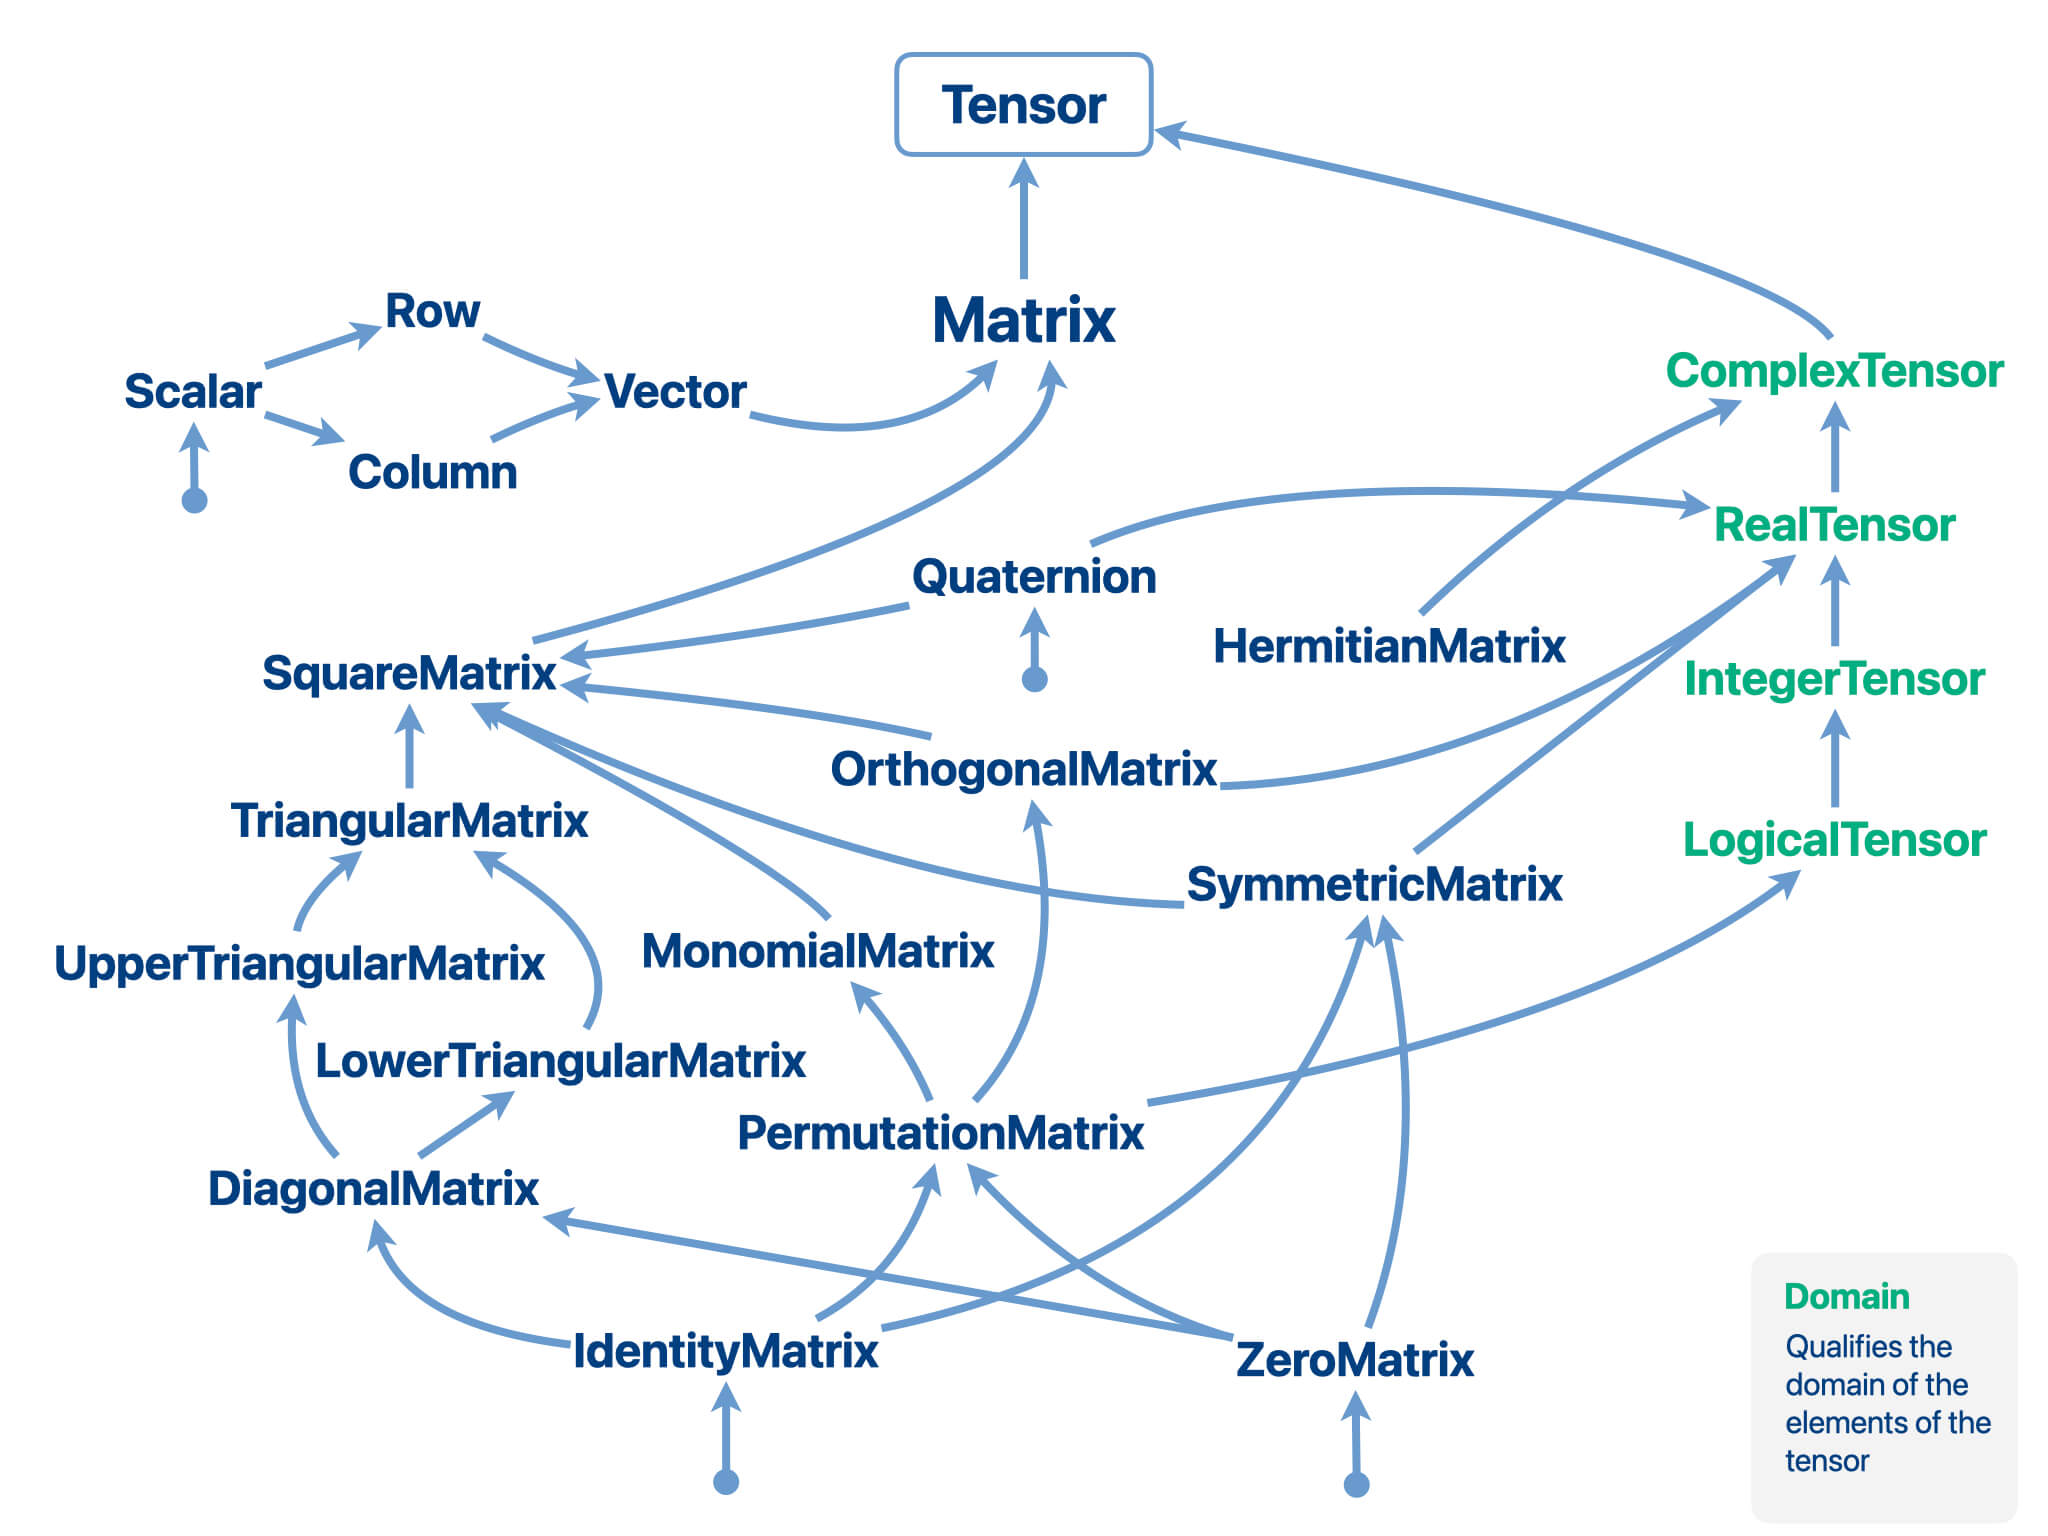 Tensor
Matrix
Row
Scalar
Vector
Column
ComplexTensor
RealTensor
Quaternion
HermitianMatrix
SquareMatrix
IntegerTensor
OrthogonalMatrix
TriangularMatrix
LogicalTensor
SymmetricMatrix
UpperTriangularMatrix
MonomialMatrix
LowerTriangularMatrix
PermutationMatrix
DiagonalMatrix
IdentityMatrix
ZeroMatrix
Domain
Qualifies the
domain of the
elements of the
tensor